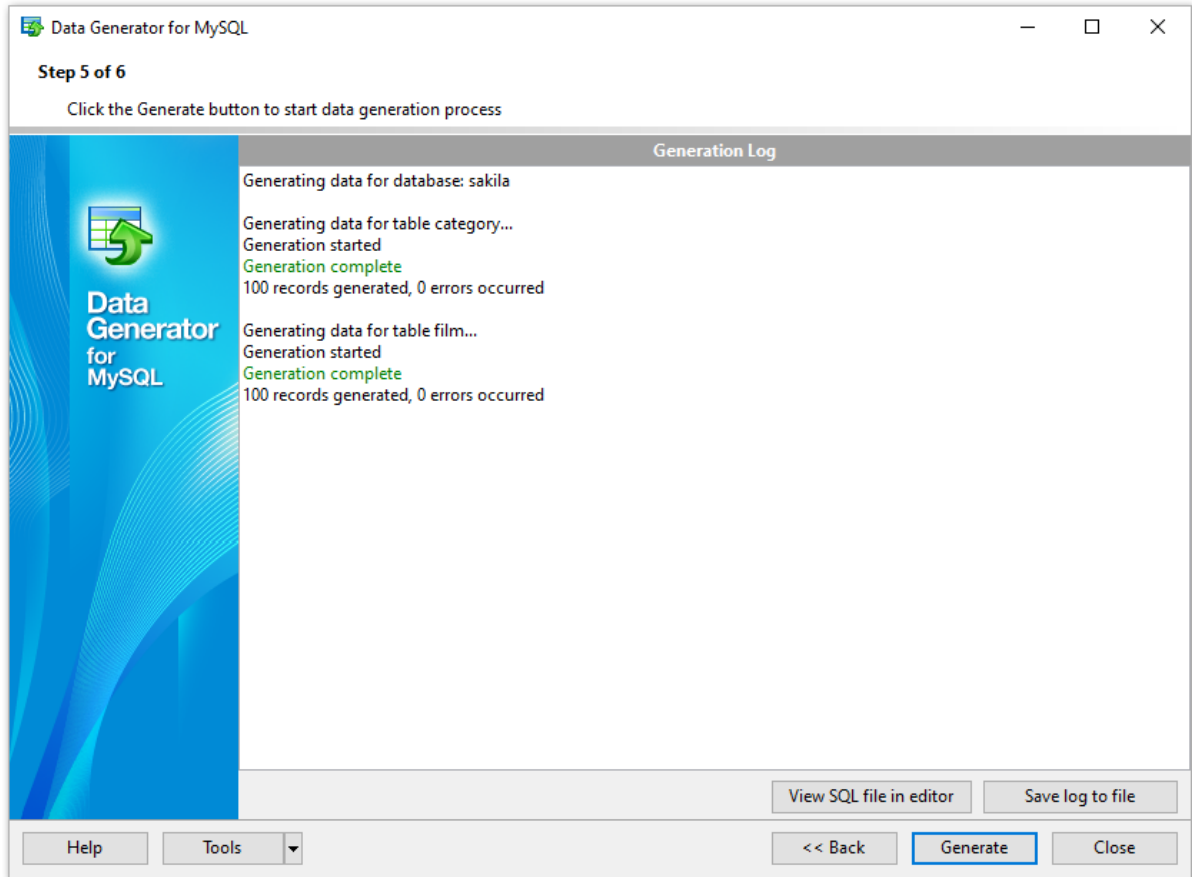 Data Generator for MySQL
Step 5 of 6
Click the Generate button to start data generation process
Data
Generator
for
MySQL
Generation Log
Generating data for database: sakila
Generating data for table category...
Generation started
Generation complete
100 records generated, 0 errors occurred
Generating data for table film...
Generation started
Generation complete
100 records generated, 0 errors occurred
View SQL file in editor
Save log to file
Help
Tools
<< Back
Generate
Close